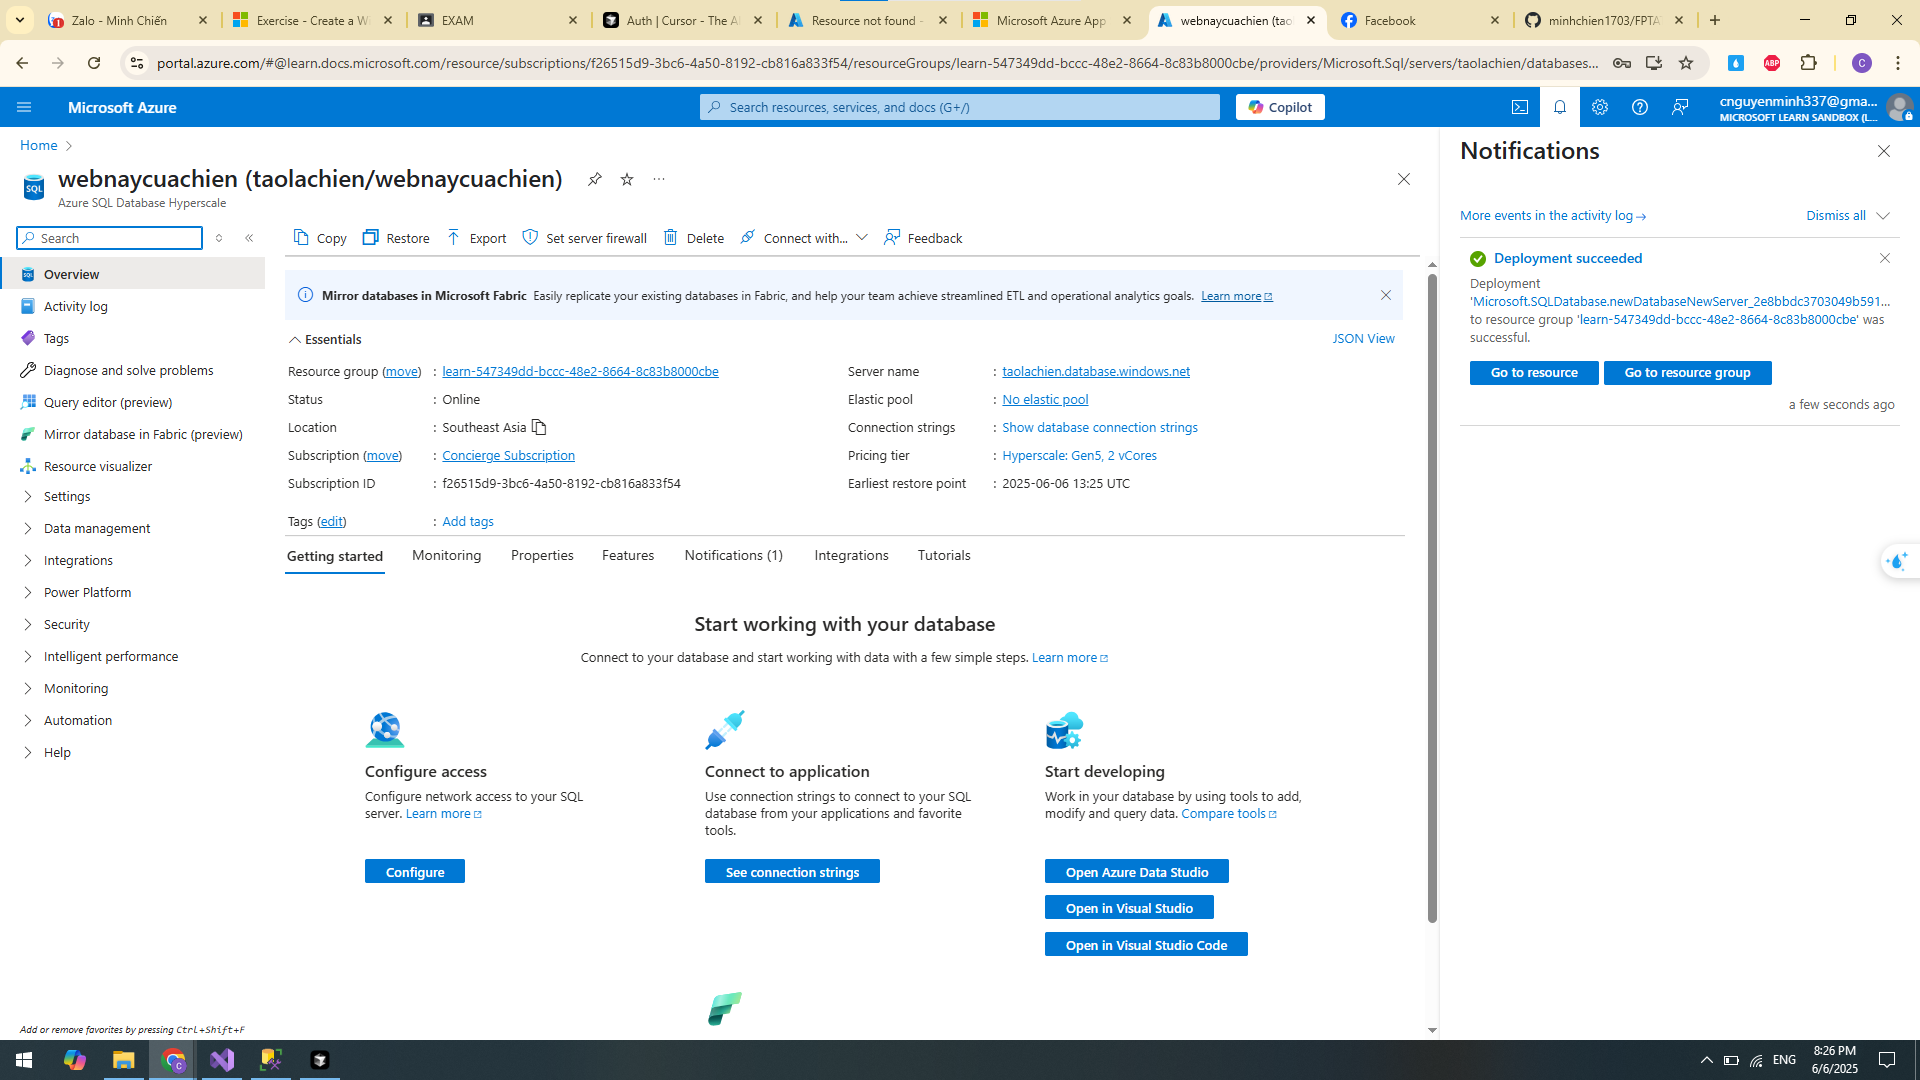 Zalo - Minh Chiến
Exercise - Create a W
EXAM
Auth | Cursor - The A
Resource not found -
Microsoft Azure App
webnaycuachien (tao
Facebook
minhchien1703/FPTA
portal.azure.com/#@learn.docs.microsoft.com/resource/subscriptions/f26515d9-3bc6-4a50-8192-cb816a833f54/resourceGroups/learn-547349dd-bccc-48e2-8664-8c83b8000cbe/providers/Microsoft.Sql/servers/taolachien/databases...
ABP
C
Microsoft Azure
Search resources, services, and docs (G+/)
Copilot
cnguyenminh337@gma...
MICROSOFT LEARN SANDBOX (L...
Home
webnaycuachien (taolachien/webnaycuachien)
Azure SQL Database Hyperscale
Search
Overview
Activity log
Tags
Diagnose and solve problems
Query editor (preview)
Mirror database in Fabric (preview)
Resource visualizer
Settings
Data management
Integrations
Power Platform
Security
Intelligent performance
Monitoring
Automation
Help
Add or remove favorites by pressing Ctrl+Shift+F
Copy
Restore
Export
Set server firewall
Delete
Connect with...
Feedback
Mirror databases in Microsoft Fabric Easily replicate your existing databases in Fabric, and help your team achieve streamlined ETL and operational analytics goals. Learn more
Essentials
JSON View
Resource group (move) : learn-547349dd-bccc-48e2-8664-8c83b8000cbe
Status : Online
Location : Southeast Asia
Subscription (move) : Concierge Subscription
Subscription ID : f26515d9-3bc6-4a50-8192-cb816a833f54
Server name : taolachien.database.windows.net
Elastic pool : No elastic pool
Connection strings : Show database connection strings
Pricing tier : Hyperscale: Gen5, 2 vCores
Earliest restore point : 2025-06-06 13:25 UTC
Tags (edit) : Add tags
Getting started
Monitoring
Properties
Features
Notifications (1)
Integrations
Tutorials
Start working with your database
Connect to your database and start working with data with a few simple steps. Learn more
Configure access
Configure network access to your SQL
server. Learn more
Configure
Connect to application
Use connection strings to connect to your SQL
database from your applications and favorite
tools.
See connection strings
Start developing
Work in your database by using tools to add,
modify and query data. Compare tools
Open Azure Data Studio
Open in Visual Studio
Open in Visual Studio Code
Notifications
More events in the activity log →
Dismiss all
Deployment succeeded
Deployment
'Microsoft.SQLDatabase.newDatabaseNewServer_2e8bbdc3703049b591...
to resource group 'learn-547349dd-bccc-48e2-8664-8c83b8000cbe' was
successful.
Go to resource
Go to resource group
a few seconds ago
ENG
8:26 PM
6/6/2025